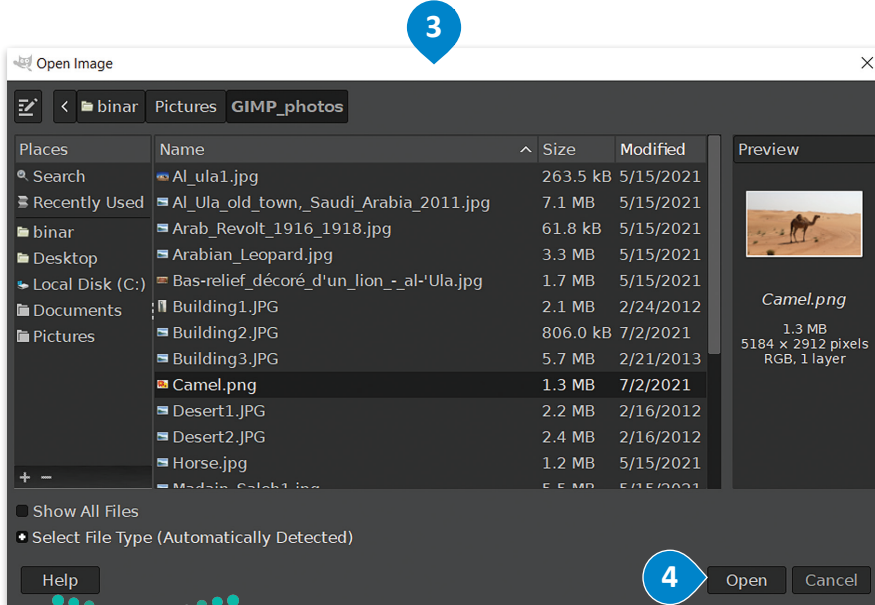 3
Open Image
binar Pictures GIMP_photos
Places Name Size Modified Preview
Search Al_ula1.jpg 263.5 kB 5/15/2021
Recently Used Al_Ula_old_town,_Saudi_Arabia_2011.jpg 7.1 MB 5/15/2021
binar Arab_Revolt_1916_1918.jpg 61.8 kB 5/15/2021
Desktop Arabian_Leopard.jpg 3.3 MB 5/15/2021
Local Disk (C:) Bas-relief_décoré_d'un_lion_-_al-'Ula.jpg 1.7 MB 5/15/2021
Documents Building1.JPG 2.1 MB 2/24/2012
Pictures Building2.JPG 806.0 kB 7/2/2021
Building3.JPG 5.7 MB 2/21/2013
Camel.png 1.3 MB 7/2/2021
Desert1.JPG 2.2 MB 2/16/2012
Desert2.JPG 2.4 MB 2/16/2012
Horse.jpg 1.2 MB 5/15/2021
Camel.png
1.3 MB
5184 × 2912 pixels
RGB, 1 layer
Show All Files
Select File Type (Automatically Detected)
Help 4 Open Cancel